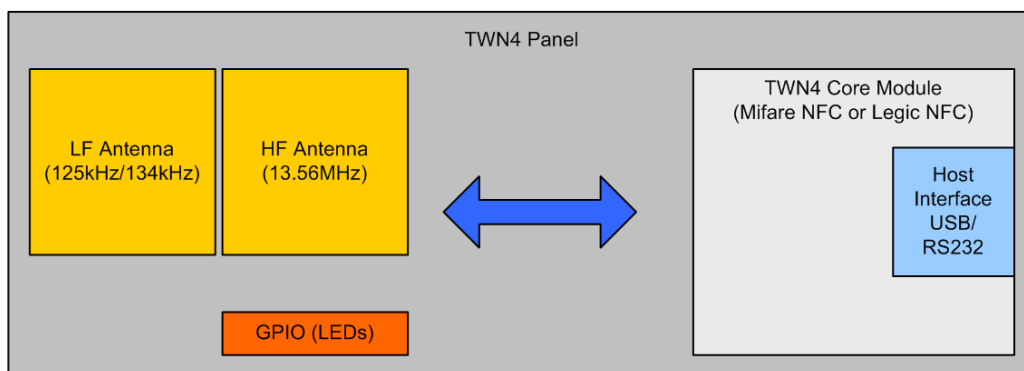 TWN4 Panel
LF Antenna
(125kHz/134kHz)
HF Antenna
(13.56MHz)
TWN4 Core Module
(Mifare NFC or Legic NFC)
Host
Interface
USB/
RS232
GPIO (LEDs)